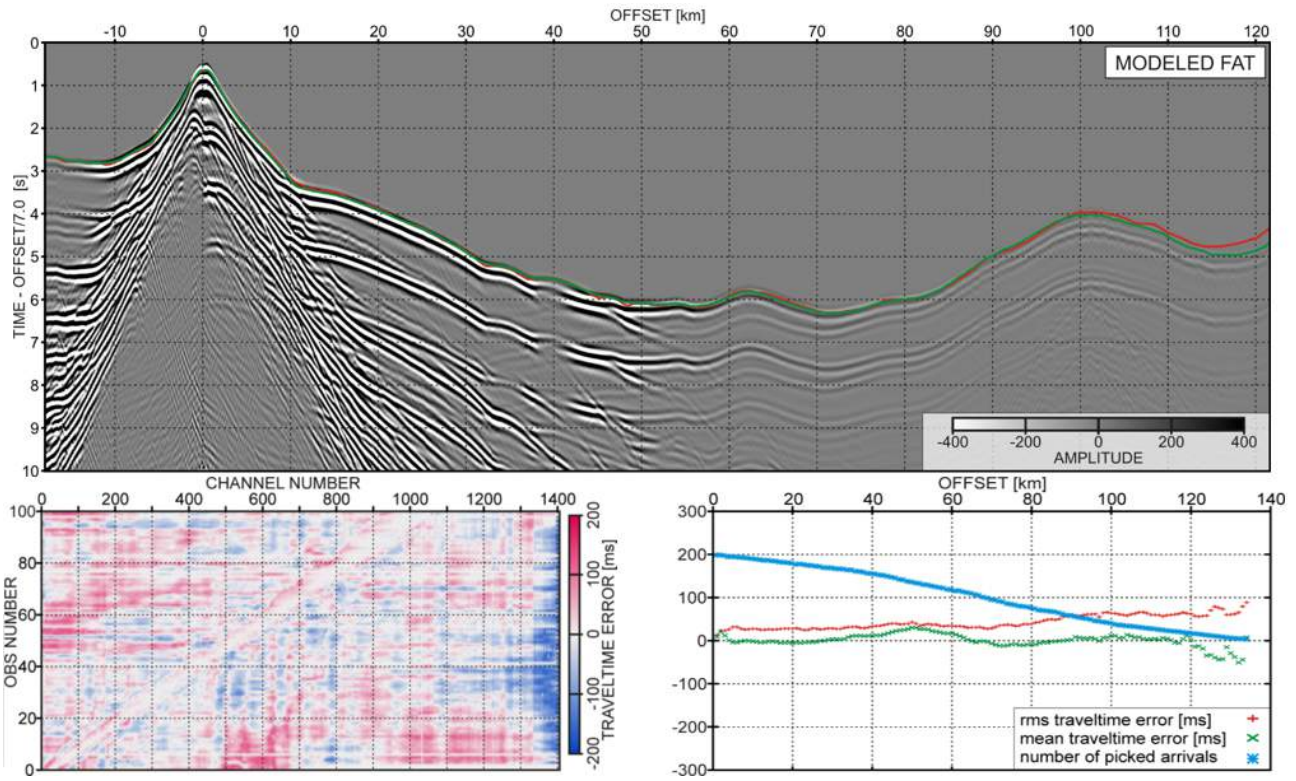 OFFSET [km]
-10 0 10 20 30 40 50 60 70 80 90 100 110 120
MODELED FAT
TIME - OFFSET/7.0 [s]
0
1
2
3
4
5
6
7
8
9
10
-400 -200 0 200 400
AMPLITUDE
CHANNEL NUMBER
0 200 400 600 800 1000 1200 1400
OBS NUMBER
100
80
60
40
20
0
200
100
0
-100
-200
TRAVELTIME ERROR [ms]
OFFSET [km]
0 20 40 60 80 100 120 140
300
200
100
0
-100
-200
-300
rms traveltime error [ms]
mean traveltime error [ms]
number of picked arrivals